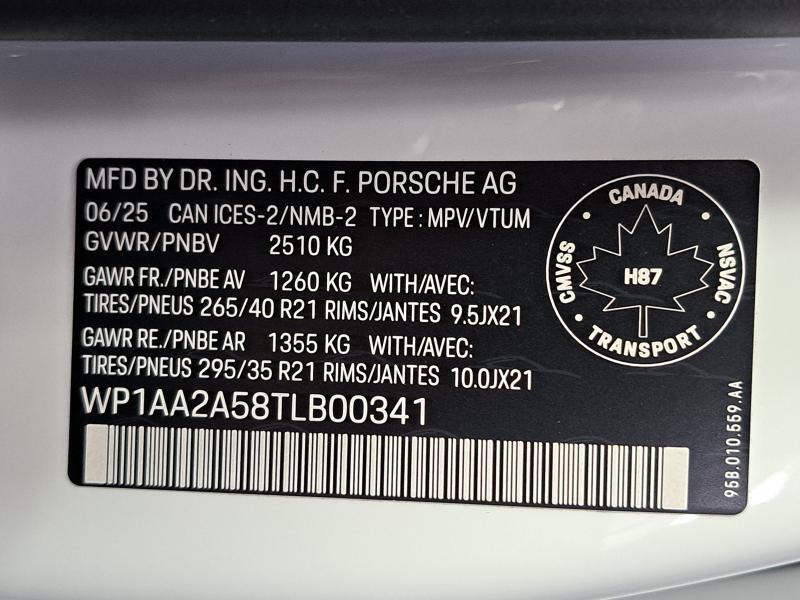 MFD BY DR. ING. H.C. F. PORSCHE AG
06/25 CAN ICES-2/NMB-2 TYPE : MPV/VTUM
GVWR/PNBV 2510 KG
GAWR FR./PNBE AV 1260 KG WITH/AVEC:
TIRES/PNEUS 265/40 R21 RIMS/JANTES 9.5JX21
GAWR RE./PNBE AR 1355 KG WITH/AVEC:
TIRES/PNEUS 295/35 R21 RIMS/JANTES 10.0JX21
WP1AA2A58TLB00341
CANADA
CMVSS
H87
NSVAC
TRANSPORT
95B.010.559.AA